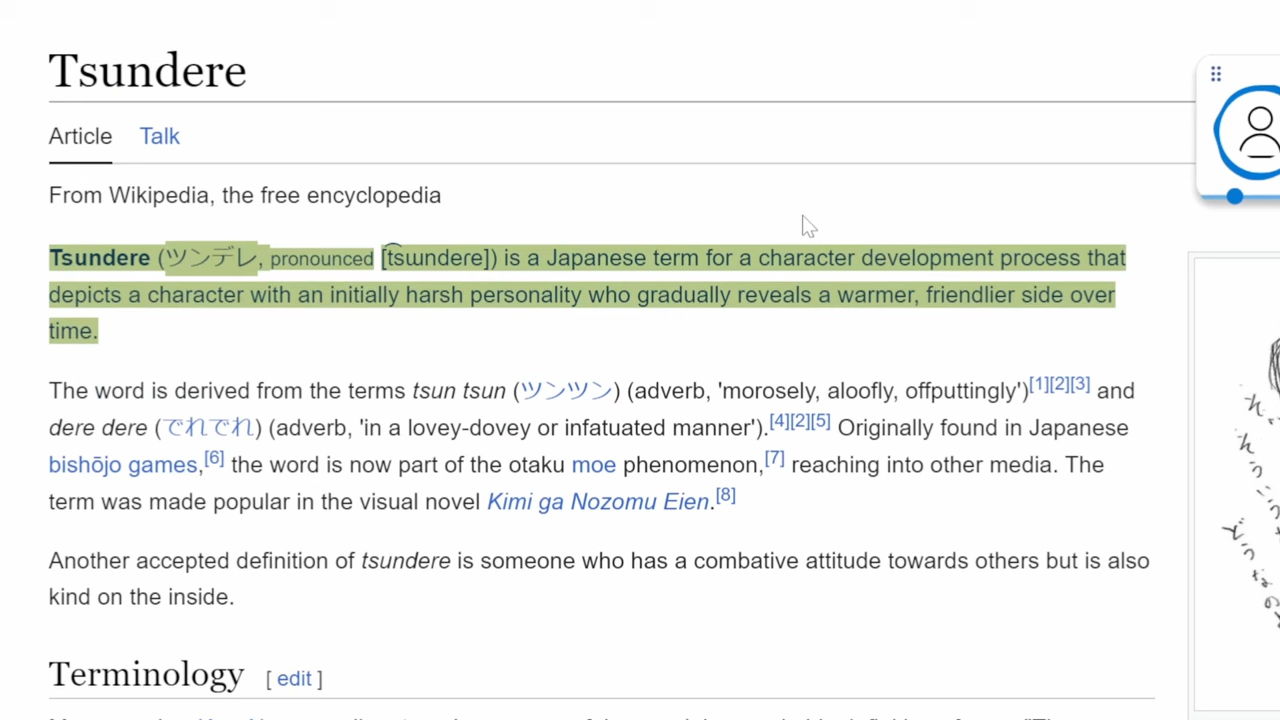 Tsundere
Article Talk
From Wikipedia, the free encyclopedia
Tsundere (ツンデレ, pronounced [t͡sɯndeɾe]) is a Japanese term for a character development process that
depicts a character with an initially harsh personality who gradually reveals a warmer, friendlier side over
time.
The word is derived from the terms tsun tsun (ツンツン) (adverb, 'morosely, aloofly, offputtingly')[1][2][3] and
dere dere (でれでれ) (adverb, 'in a lovey-dovey or infatuated manner').[4][2][5] Originally found in Japanese
bishōjo games,[6] the word is now part of the otaku moe phenomenon,[7] reaching into other media. The
term was made popular in the visual novel Kimi ga Nozomu Eien.[8]
Another accepted definition of tsundere is someone who has a combative attitude towards others but is also
kind on the inside.
Terminology [ edit ]